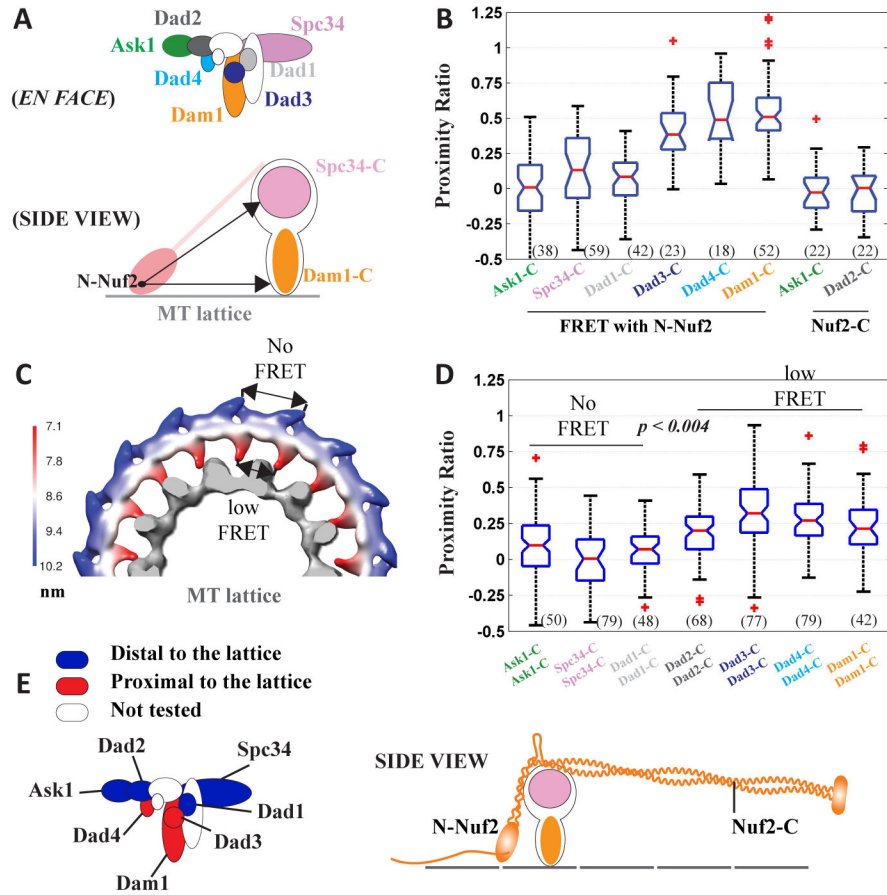 A
Dad2
Spc34
Ask1
Dad4
Dad1
(EN FACE)
Dad3
Dam1
Spc34-C
(SIDE VIEW)
N-Nuf2
Dam1-C
MT lattice
B
Proximity Ratio
1.25
1
0.75
0.5
0.25
0
-0.25
-0.5
(38) (59) (42) (23) (18) (52) (22) (22)
Ask1-C Spc34-C Dad1-C Dad3-C Dad4-C Dam1-C Ask1-C Dad2-C
FRET with N-Nuf2 Nuf2-C
C
No
FRET
7.1
7.8
8.6
9.4
10.2
nm
low
FRET
MT lattice
D
Proximity Ratio
1.25
1
0.75
0.5
0.25
0
-0.25
-0.5
low
FRET
No
FRET
p < 0.004
(50) (79) (48) (68) (77) (79) (42)
Ask1-C Spc34-C Dad1-C Dad2-C Dad3-C Dad4-C Dam1-C
Ask1-C Spc34-C Dad1-C Dad2-C Dad3-C Dad4-C Dam1-C
Distal to the lattice
Proximal to the lattice
Not tested
E
Dad2
Spc34
Ask1
Dad1
Dad4
Dad3
Dam1
SIDE VIEW
N-Nuf2
Nuf2-C